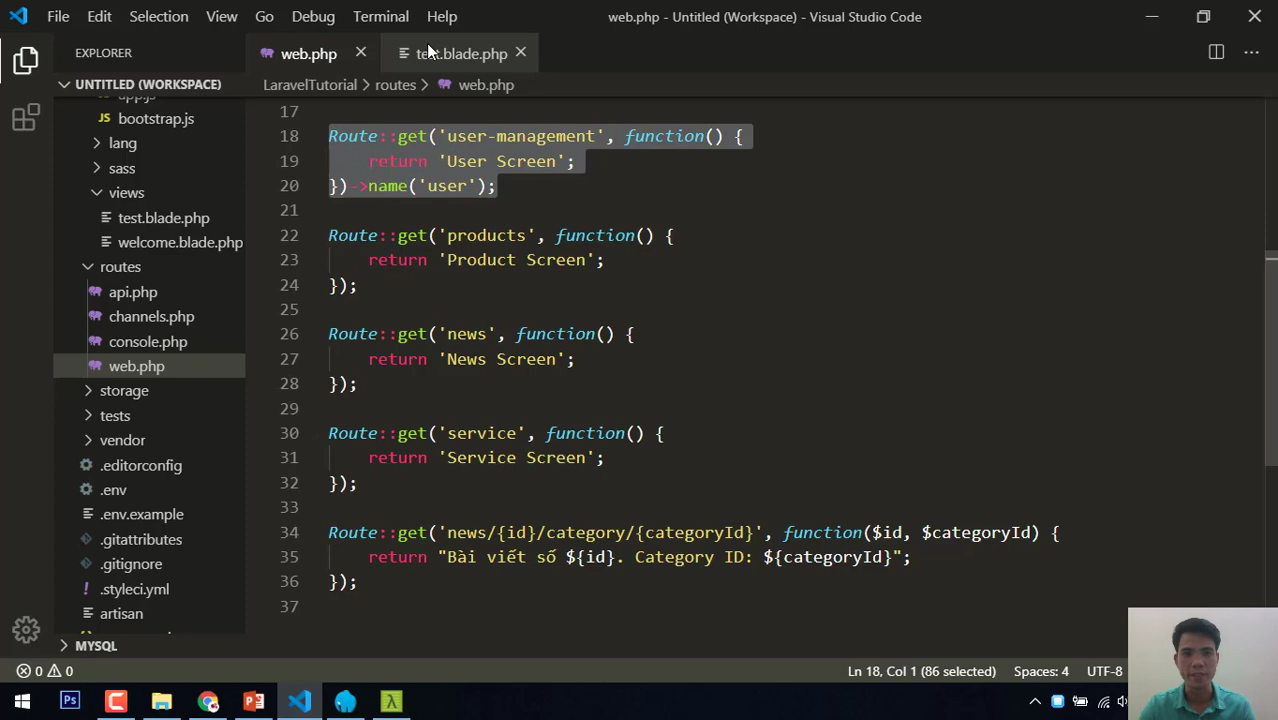 File Edit Selection View Go Debug Terminal Help web.php - Untitled (Workspace) - Visual Studio Code
EXPLORER
web.php
LaravelTutorial > routes > web.php
UNTITLED (WORKSPACE)
bootstrap.js
lang
sass
views
test.blade.php
welcome.blade.php
routes
api.php
channels.php
console.php
web.php
storage
tests
vendor
.editorconfig
.env
.env.example
.gitattributes
.gitignore
.styleci.yml
artisan
MYSQL
17
18 Route::get('user-management', function() {
19 return 'User Screen';
20 })->name('user');
21
22 Route::get('products', function() {
23 return 'Product Screen';
24 });
25
26 Route::get('news', function() {
27 return 'News Screen';
28 });
29
30 Route::get('service', function() {
31 return 'Service Screen';
32 });
33
34 Route::get('news/{id}/category/{categoryId}', function($id, $categoryId) {
35 return "Bài viết số ${id}. Category ID: ${categoryId}";
36 });
37
0 0 Ln 18, Col 1 (86 selected) Spaces: 4 UTF-8
Ps